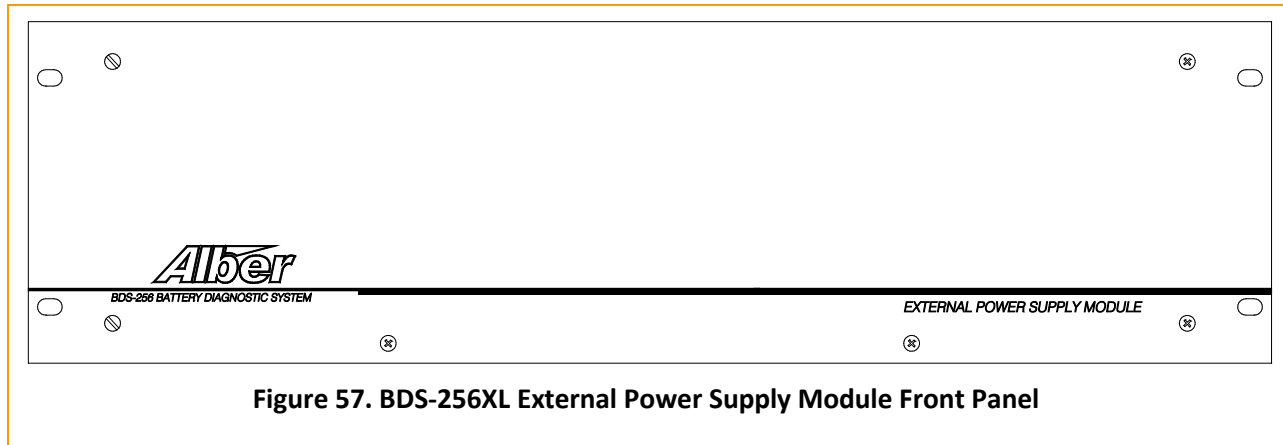 Alber
BDS-256 BATTERY DIAGNOSTIC SYSTEM
EXTERNAL POWER SUPPLY MODULE
Figure 57. BDS-256XL External Power Supply Module Front Panel